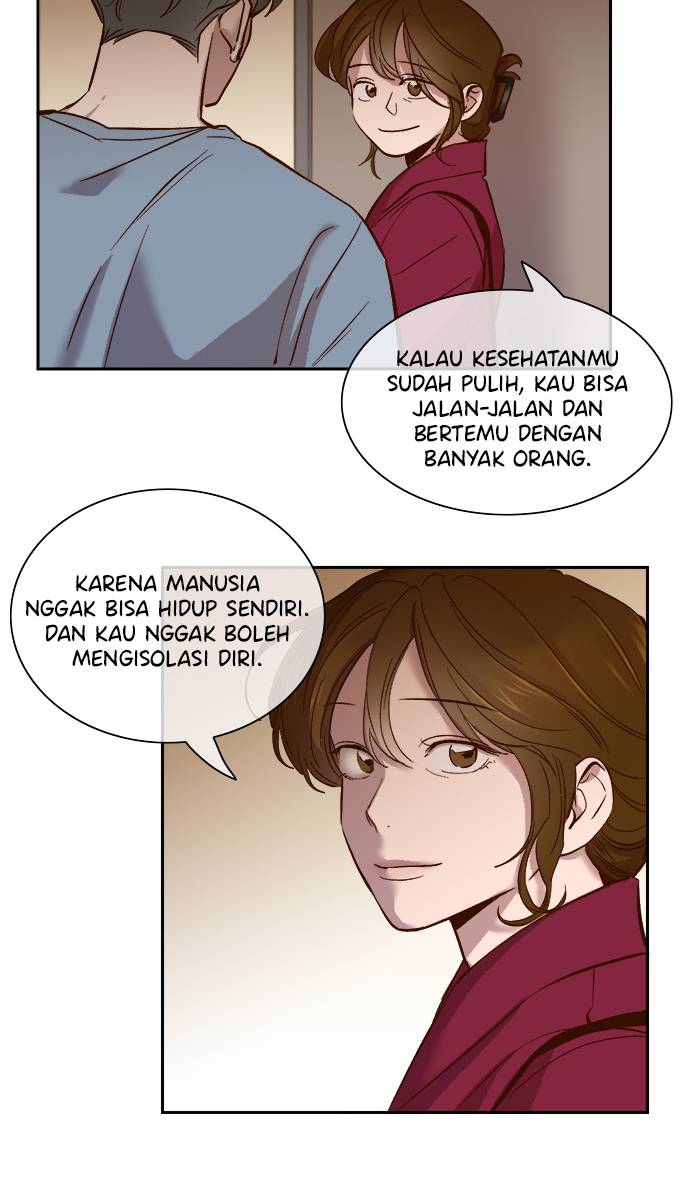 KALAU KESEHATANMU
SUDAH PULIH, KAU BISA
JALAN-JALAN DAN
BERTEMU DENGAN
BANYAK ORANG.
KARENA MANUSIA
NGGAK BISA HIDUP SENDIRI.
DAN KAU NGGAK BOLEH
MENGISOLASI DIRI.